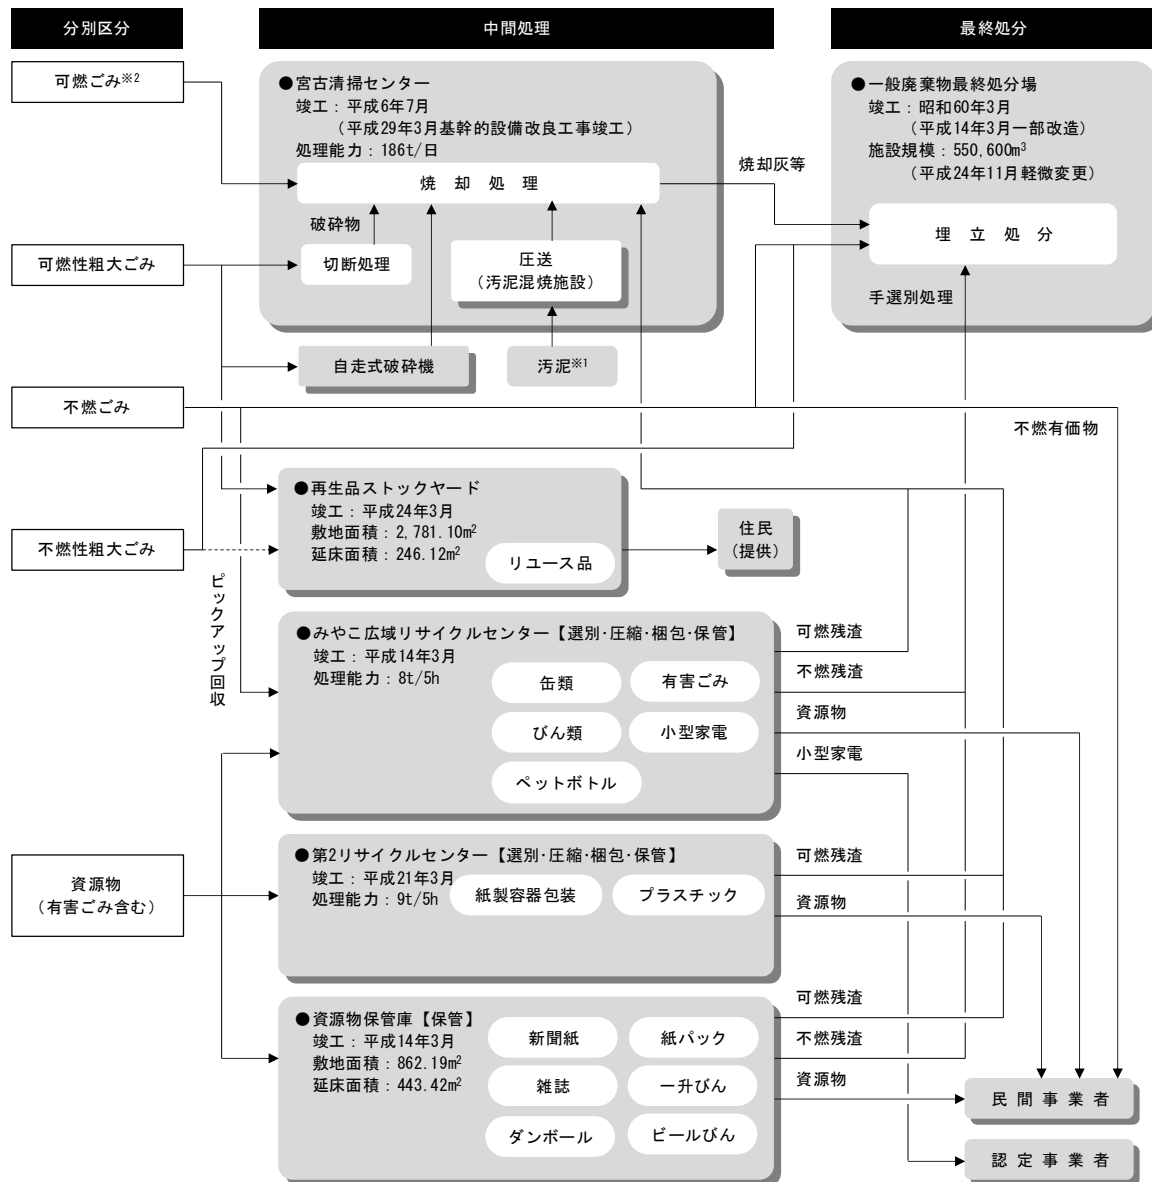 分別区分
中間処理
最終処分
可燃ごみ※2
可燃性粗大ごみ
不燃ごみ
不燃性粗大ごみ
資源物
（有害ごみ含む）
ピックアップ回収
●宮古清掃センター
竣工：平成6年7月
（平成29年3月基幹的設備改良工事竣工）
処理能力：186t/日
焼却処理
破砕物
切断処理
圧送
（汚泥混焼施設）
自走式破砕機
汚泥※1
焼却灰等
●一般廃棄物最終処分場
竣工：昭和60年3月
（平成14年3月一部改造）
施設規模：550,600m³
（平成24年11月軽微変更）
埋立処分
手選別処理
不燃有価物
●再生品ストックヤード
竣工：平成24年3月
敷地面積：2,781.10m²
延床面積：246.12m²
リユース品
住民
（提供）
●みやこ広域リサイクルセンター【選別･圧縮･梱包･保管】
竣工：平成14年3月
処理能力：8t/5h
缶類
有害ごみ
びん類
小型家電
ペットボトル
可燃残渣
不燃残渣
資源物
小型家電
●第2リサイクルセンター【選別･圧縮･梱包･保管】
竣工：平成21年3月
処理能力：9t/5h
紙製容器包装
プラスチック
可燃残渣
資源物
●資源物保管庫【保管】
竣工：平成14年3月
敷地面積：862.19m²
延床面積：443.42m²
新聞紙
紙パック
雑誌
一升びん
ダンボール
ビールびん
可燃残渣
不燃残渣
資源物
民間事業者
認定事業者